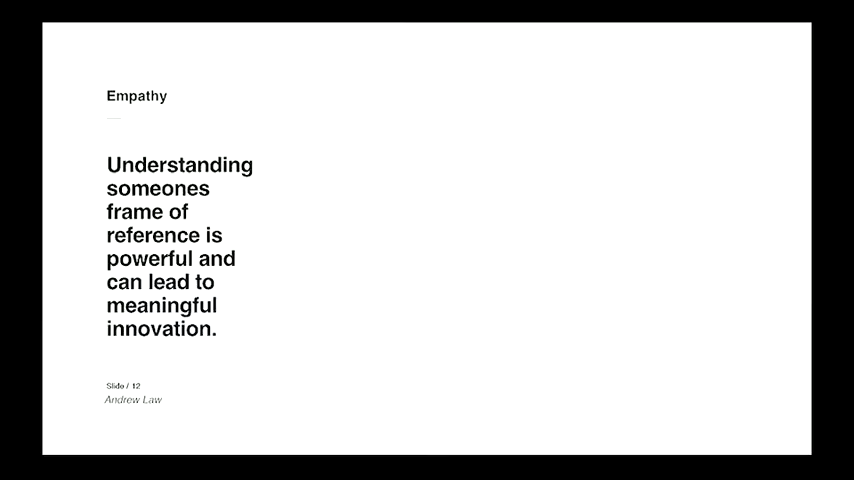 Empathy
Understanding
someones
frame of
reference is
powerful and
can lead to
meaningful
innovation.
Slide / 12
Andrew Law